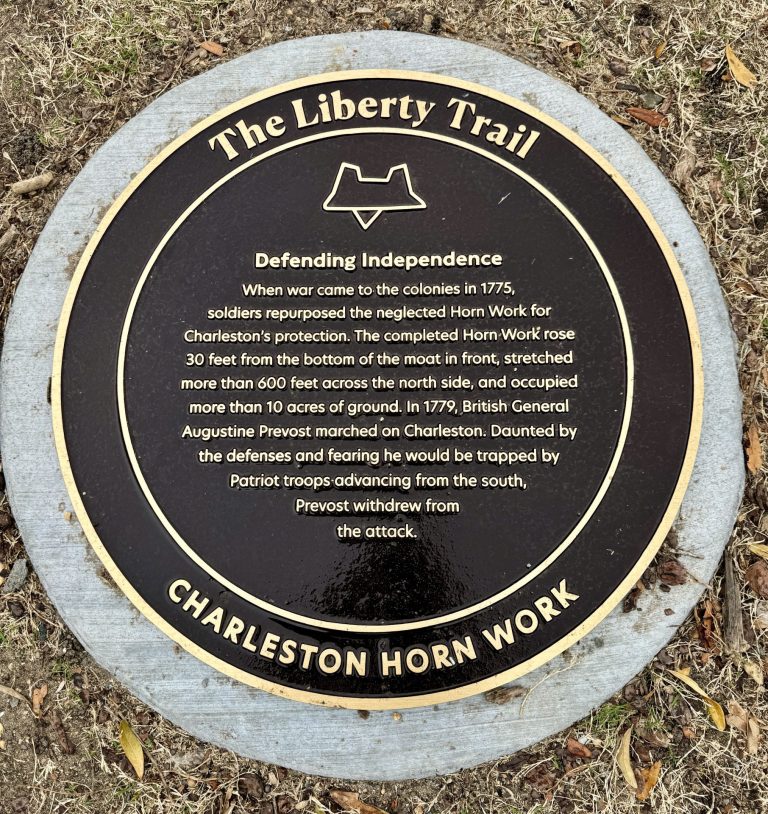 The Liberty Trail
Defending Independence
When war came to the colonies in 1775,
soldiers repurposed the neglected Horn Work for
Charleston's protection. The completed Horn Work rose
30 feet from the bottom of the moat in front, stretched
more than 600 feet across the north side, and occupied
more than 10 acres of ground. In 1779, British General
Augustine Prevost marched on Charleston. Daunted by
the defenses and fearing he would be trapped by
Patriot troops advancing from the south,
Prevost withdrew from
the attack.
CHARLESTON HORN WORK